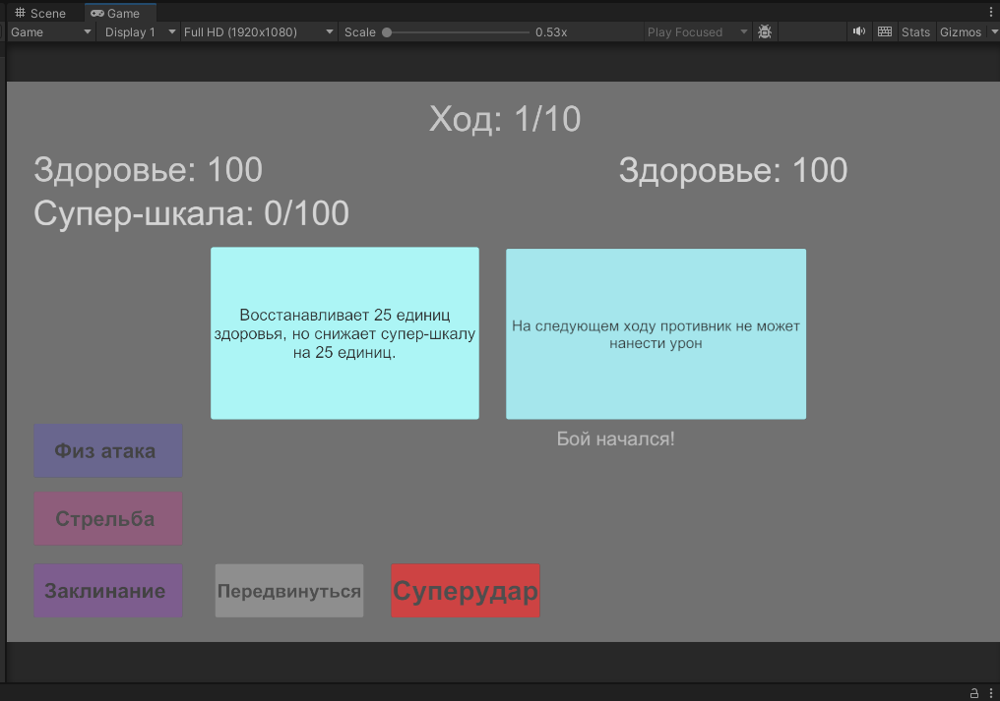 Scene Game
Game Display 1 Full HD (1920x1080) Scale 0.53x Play Focused Stats Gizmos
Ход: 1/10
Здоровье: 100 Здоровье: 100
Супер-шкала: 0/100
Восстанавливает 25 единиц
здоровья, но снижает супер-шкалу
на 25 единиц.
На следующем ходу противник не может
нанести урон
Бой начался!
Физ атака
Стрельба
Заклинание Передвинуться Суперудар